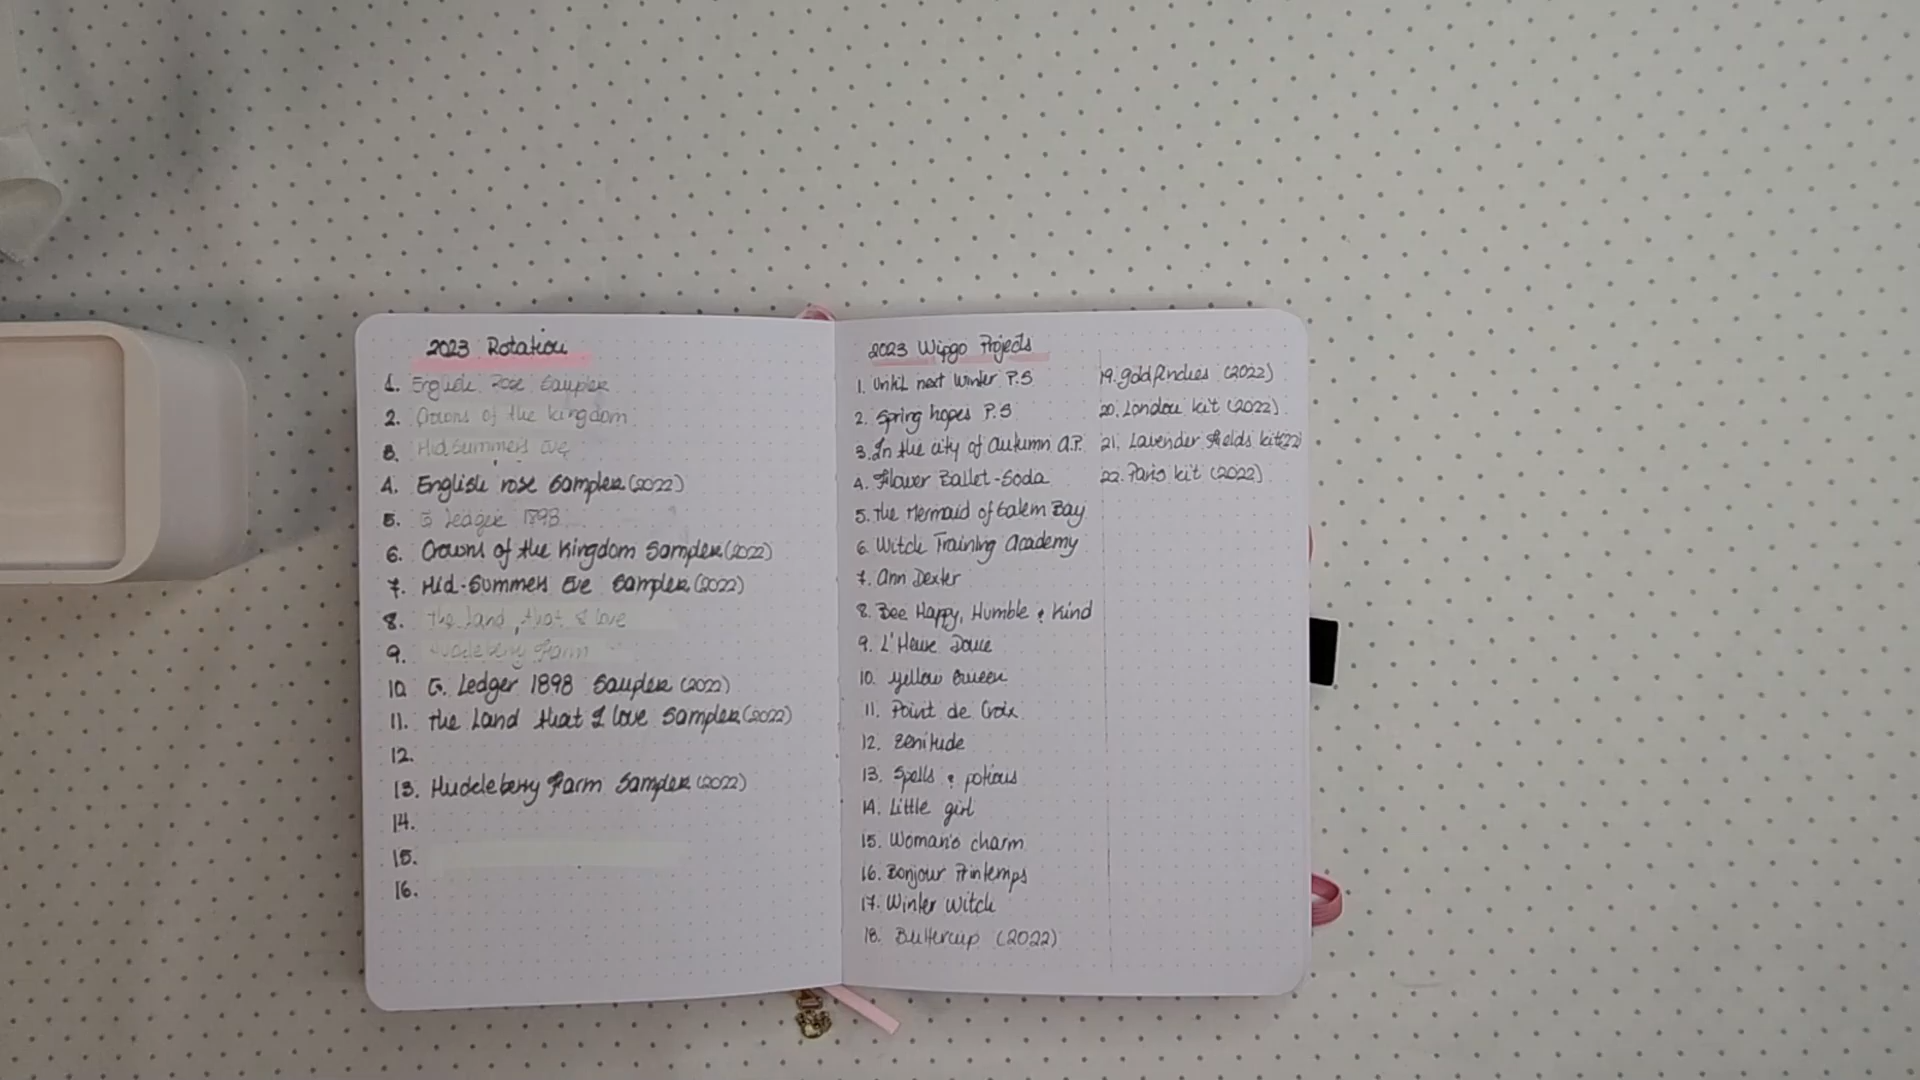 2023 Rotation
1. English Rose Sampler
2. Crowns of the kingdom
3. Mid Summers Eve
4. English rose Sampler (2022)
5. G Ledger 1898
6. Crowns of the Kingdom Sampler (2022)
7. Mid-Summers Eve Sampler (2022)
8. The land that I love
9. Huckleberry Farm
10. G. Ledger 1898 Sampler (2022)
11. The Land that I love Sampler (2022)
12.
13. Huckleberry Farm Sampler (2022)
14.
15.
16.
2023 Wipgo Projects
1. Until next Winter P.S
2. Spring hopes P.S
3. In the city of Autumn A.P.
4. Flower Ballet-Soda
5. The Mermaid of Salem Bay
6. Witch Training Academy
7. Ann Dexter
8. Bee Happy, Humble & Kind
9. L'Heure Douce
10. Yellow Queen
11. Point de Croix
12. Zenitude
13. Spells & potions
14. Little girl
15. Woman's charm
16. Bonjour Printemps
17. Winter Witch
18. Buttercup (2022)
19. Goldfinches (2022)
20. London kit (2022)
21. Lavender Fields kit (22)
22. Paris kit (2022)